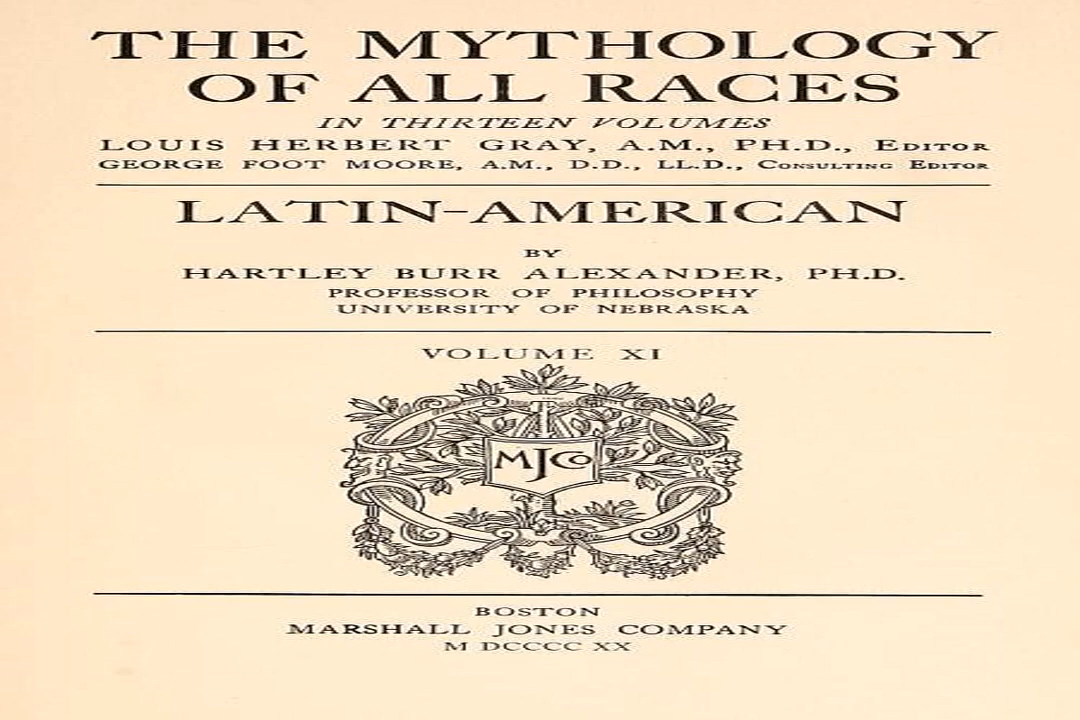 THE MYTHOLOGY
OF ALL RACES
IN THIRTEEN VOLUMES
LOUIS HERBERT GRAY, A.M., PH.D., EDITOR
GEORGE FOOT MOORE, A.M., D.D., LL.D., CONSULTING EDITOR
LATIN-AMERICAN
BY
HARTLEY BURR ALEXANDER, PH.D.
PROFESSOR OF PHILOSOPHY
UNIVERSITY OF NEBRASKA
VOLUME XI
MJCo
BOSTON
MARSHALL JONES COMPANY
M DCCCC XX